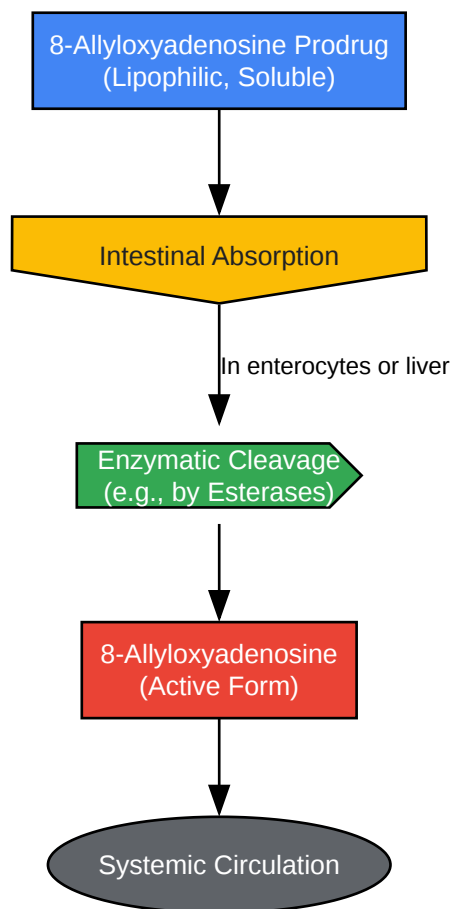 8-Allyloxyadenosine Prodrug
(Lipophilic, Soluble)
Intestinal Absorption
In enterocytes or liver
Enzymatic Cleavage
(e.g., by Esterases)
8-Allyloxyadenosine
(Active Form)
Systemic Circulation